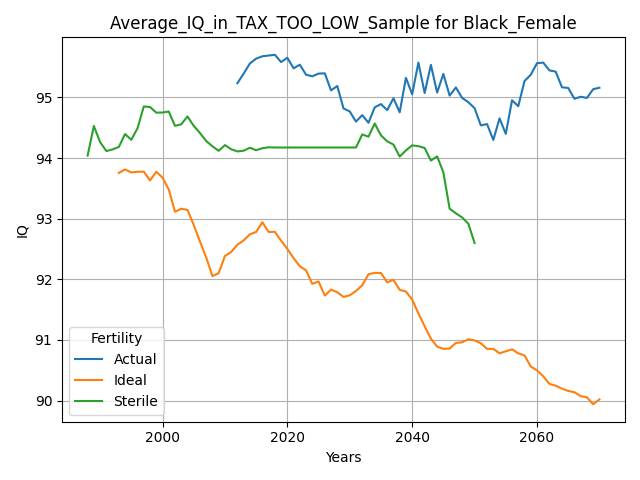 Average_IQ_in_TAX_TOO_LOW_Sample for Black_Female
IQ
95
94
93
92
91
90
Fertility
Actual
Ideal
Sterile
2000 2020 2040 2060
Years